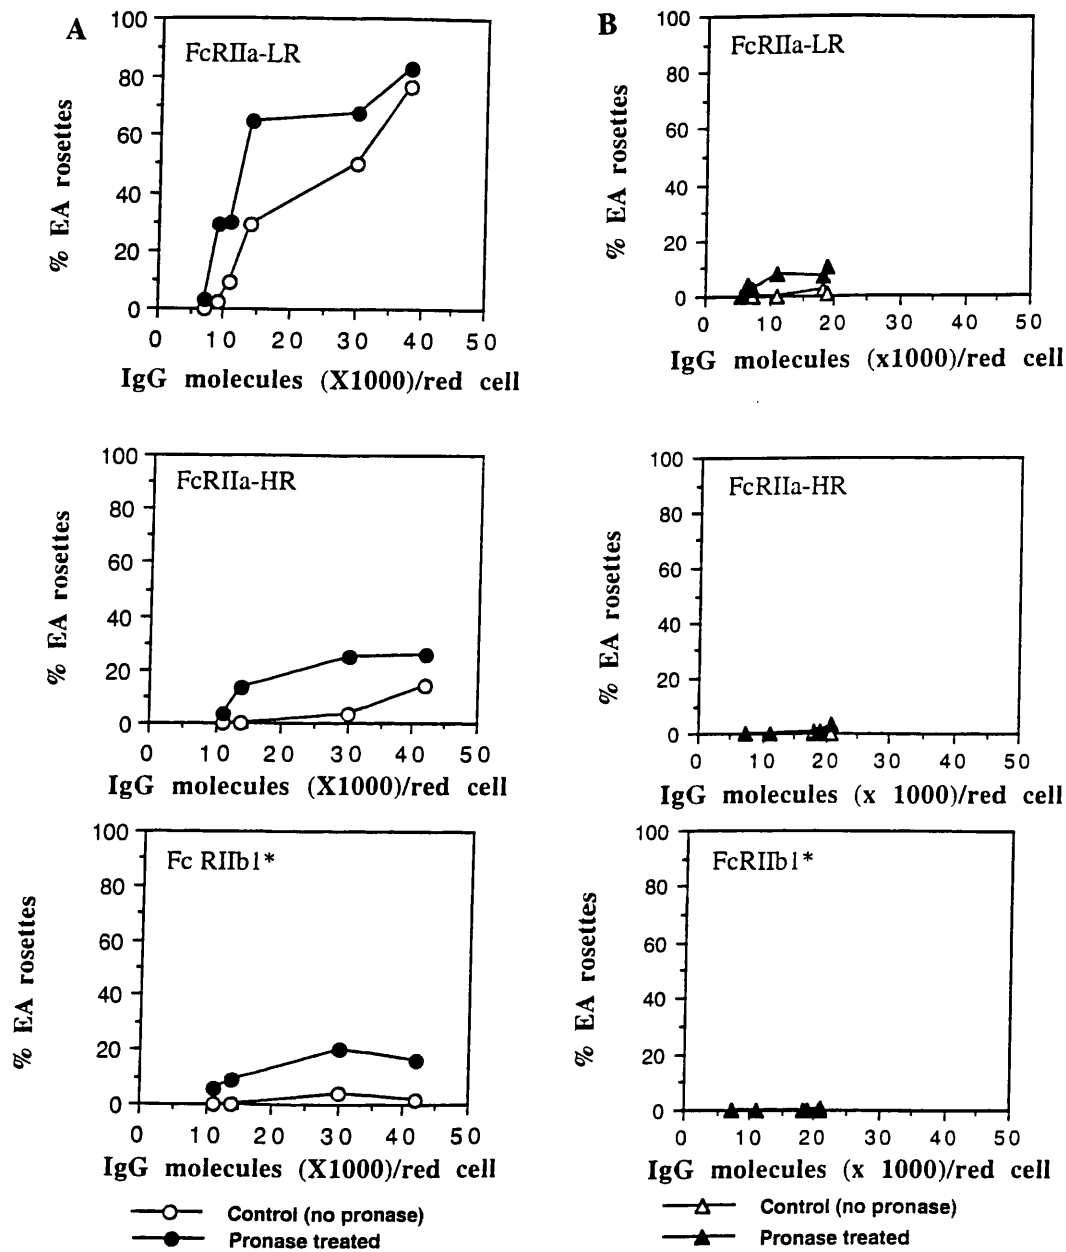 A
FcRIIa-LR
100
80
60
40
20
0
% EA rosettes
0 10 20 30 40 50
IgG molecules (X1000)/red cell
B
FcRIIa-LR
100
80
60
40
20
0
% EA rosettes
0 10 20 30 40 50
IgG molecules (x1000)/red cell
FcRIIa-HR
100
80
60
40
20
0
% EA rosettes
0 10 20 30 40 50
IgG molecules (X1000)/red cell
FcRIIa-HR
100
80
60
40
20
0
% EA rosettes
0 10 20 30 40 50
IgG molecules (x 1000)/red cell
Fc RIIb1*
100
80
60
40
20
0
% EA rosettes
0 10 20 30 40 50
IgG molecules (X1000)/red cell
Control (no pronase)
Pronase treated
FcRIIb1*
100
80
60
40
20
0
% EA rosettes
0 10 20 30 40 50
IgG molecules (x 1000)/red cell
Control (no pronase)
Pronase treated